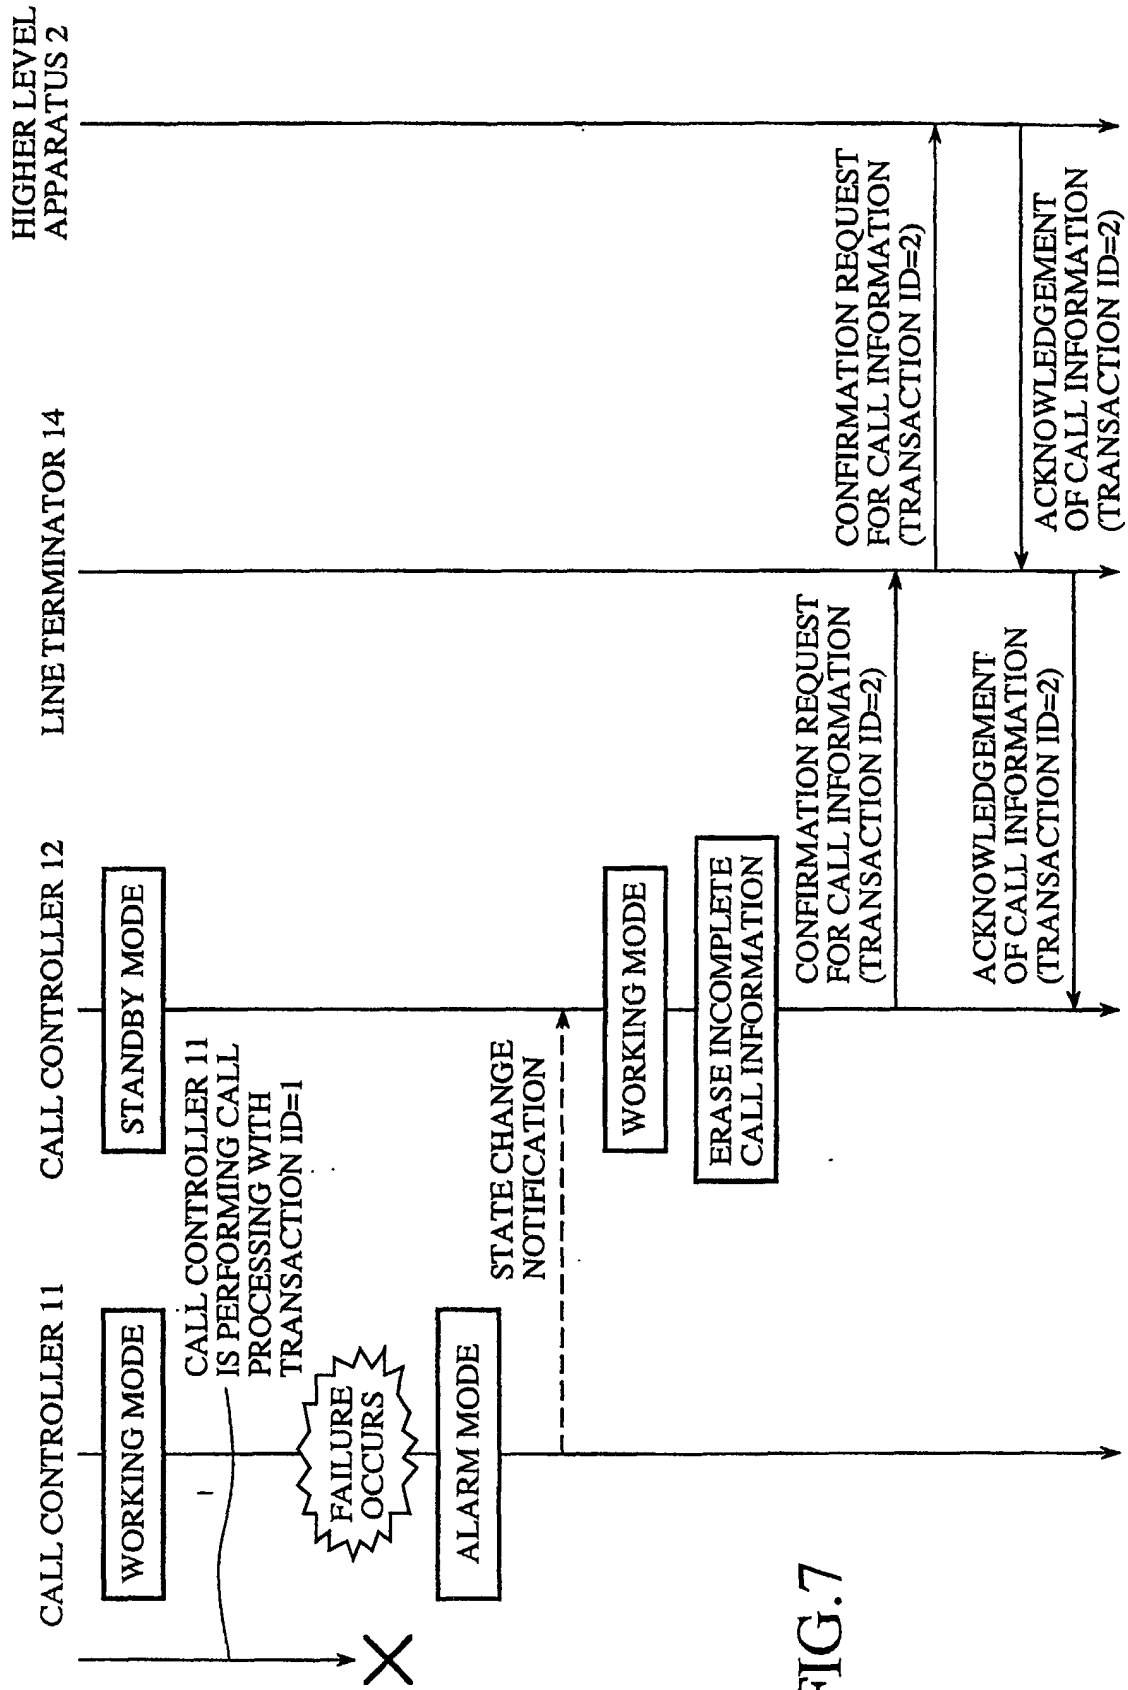 CALL CONTROLLER 11
CALL CONTROLLER 12
LINE TERMINATOR 14
HIGHER LEVEL
APPARATUS 2
WORKING MODE
STANDBY MODE
CALL CONTROLLER 11
IS PERFORMING CALL
PROCESSING WITH
TRANSACTION ID=1
FAILURE
OCCURS
ALARM MODE
STATE CHANGE
NOTIFICATION
WORKING MODE
ERASE INCOMPLETE
CALL INFORMATION
CONFIRMATION REQUEST
FOR CALL INFORMATION
(TRANSACTION ID=2)
CONFIRMATION REQUEST
FOR CALL INFORMATION
(TRANSACTION ID=2)
ACKNOWLEDGEMENT
OF CALL INFORMATION
(TRANSACTION ID=2)
ACKNOWLEDGEMENT
OF CALL INFORMATION
(TRANSACTION ID=2)
FIG.7